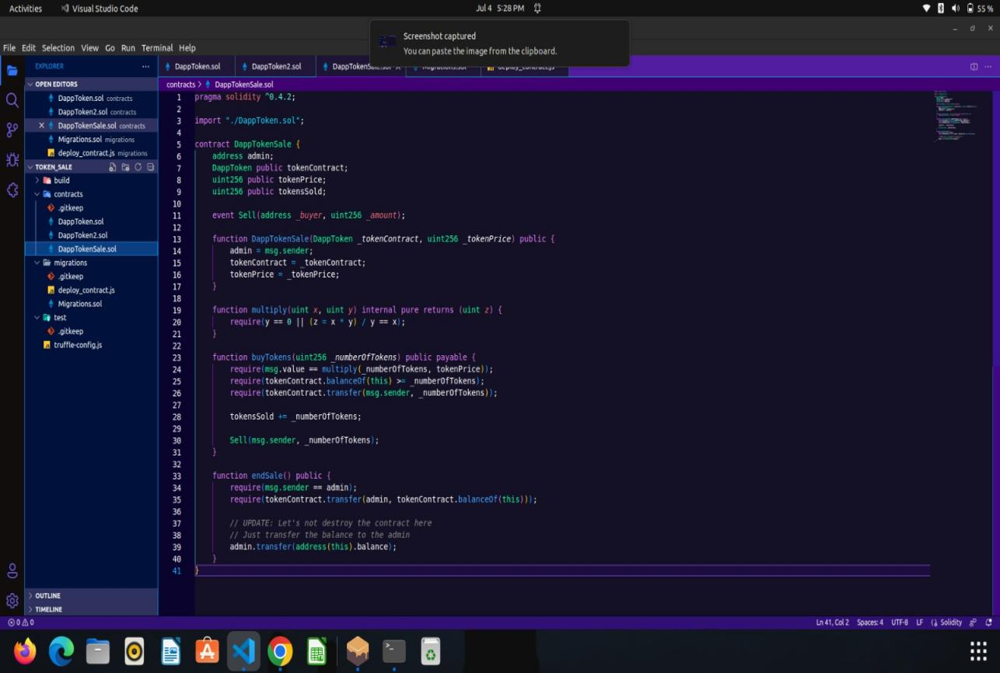 Activities
Visual Studio Code
Jul 4 5:28 PM
55 %
Screenshot captured
You can paste the image from the clipboard.
File Edit Selection View Go Run Terminal Help
EXPLORER
DappToken.sol
DappToken2.sol
DappTokenSale.sol
Migrations.sol
deploy_contract.js
OPEN EDITORS
DappToken.sol contracts
DappToken2.sol contracts
DappTokenSale.sol contracts
Migrations.sol migrations
deploy_contract.js migrations
TOKEN_SALE
build
contracts
.gitkeep
DappToken.sol
DappToken2.sol
DappTokenSale.sol
migrations
.gitkeep
deploy_contract.js
Migrations.sol
test
.gitkeep
truffle-config.js
OUTLINE
TIMELINE
contracts > DappTokenSale.sol
1 pragma solidity ^0.4.2;
2
3 import "./DappToken.sol";
4
5 contract DappTokenSale {
6 address admin;
7 DappToken public tokenContract;
8 uint256 public tokenPrice;
9 uint256 public tokensSold;
10
11 event Sell(address _buyer, uint256 _amount);
12
13 function DappTokenSale(DappToken _tokenContract, uint256 _tokenPrice) public {
14 admin = msg.sender;
15 tokenContract = _tokenContract;
16 tokenPrice = _tokenPrice;
17 }
18
19 function multiply(uint x, uint y) internal pure returns (uint z) {
20 require(y == 0 || (z = x * y) / y == x);
21 }
22
23 function buyTokens(uint256 _numberOfTokens) public payable {
24 require(msg.value == multiply(_numberOfTokens, tokenPrice));
25 require(tokenContract.balanceOf(this) >= _numberOfTokens);
26 require(tokenContract.transfer(msg.sender, _numberOfTokens));
27
28 tokensSold += _numberOfTokens;
29
30 Sell(msg.sender, _numberOfTokens);
31 }
32
33 function endSale() public {
34 require(msg.sender == admin);
35 require(tokenContract.transfer(admin, tokenContract.balanceOf(this)));
36
37 // UPDATE: Let's not destroy the contract here
38 // Just transfer the balance to the admin
39 admin.transfer(address(this).balance);
40 }
41 }
0 0
Ln 41, Col 2 Spaces: 4 UTF-8 LF Solidity